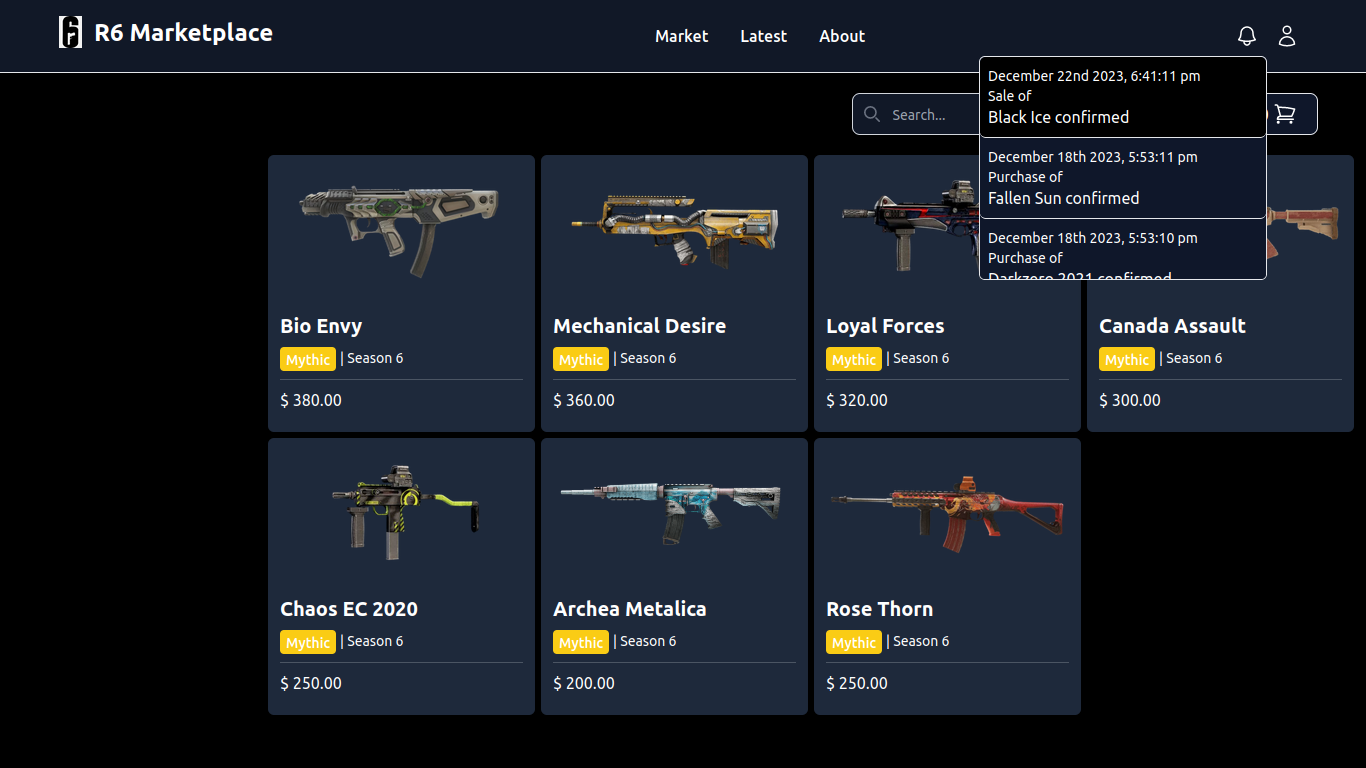 R6 Marketplace
Market
Latest
About
December 22nd 2023, 6:41:11 pm
Sale of
Black Ice confirmed
December 18th 2023, 5:53:11 pm
Purchase of
Fallen Sun confirmed
December 18th 2023, 5:53:10 pm
Purchase of
Darkzero 2021 confirmed
Search...
Bio Envy
Mythic | Season 6
$ 380.00
Mechanical Desire
Mythic | Season 6
$ 360.00
Loyal Forces
Mythic | Season 6
$ 320.00
Canada Assault
Mythic | Season 6
$ 300.00
Chaos EC 2020
Mythic | Season 6
$ 250.00
Archea Metalica
Mythic | Season 6
$ 200.00
Rose Thorn
Mythic | Season 6
$ 250.00